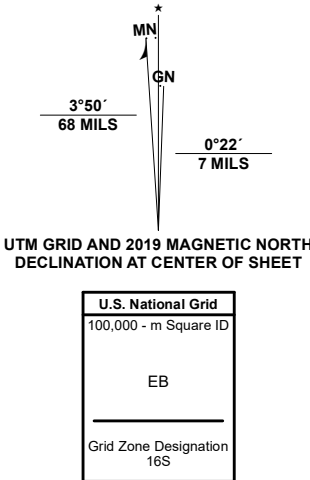 MN
GN
3°50´
68 MILS
0°22´
7 MILS
UTM GRID AND 2019 MAGNETIC NORTH
DECLINATION AT CENTER OF SHEET
U.S. National Grid
100,000 - m Square ID
EB
Grid Zone Designation
16S